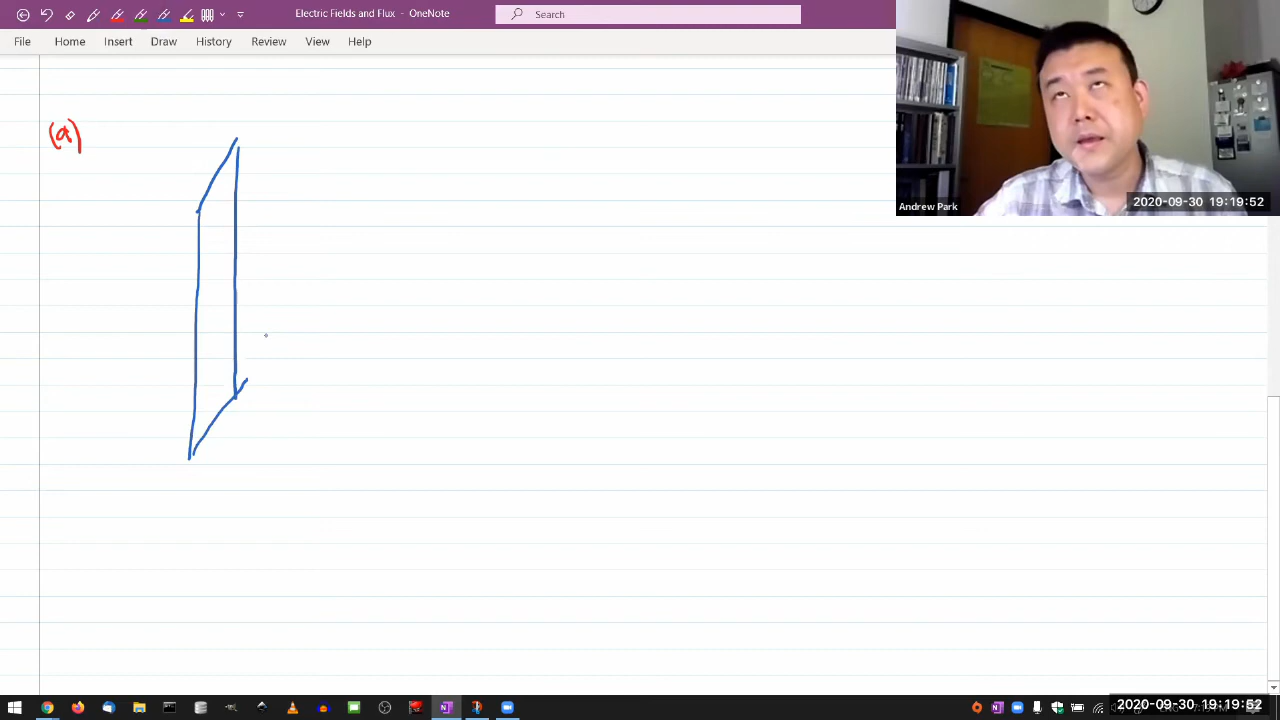 Electric Fields and Flux - OneNote
Search
File Home Insert Draw History Review View Help
(a)
Andrew Park
2020-09-30 19:19:52
2020-09-30 19:19:52